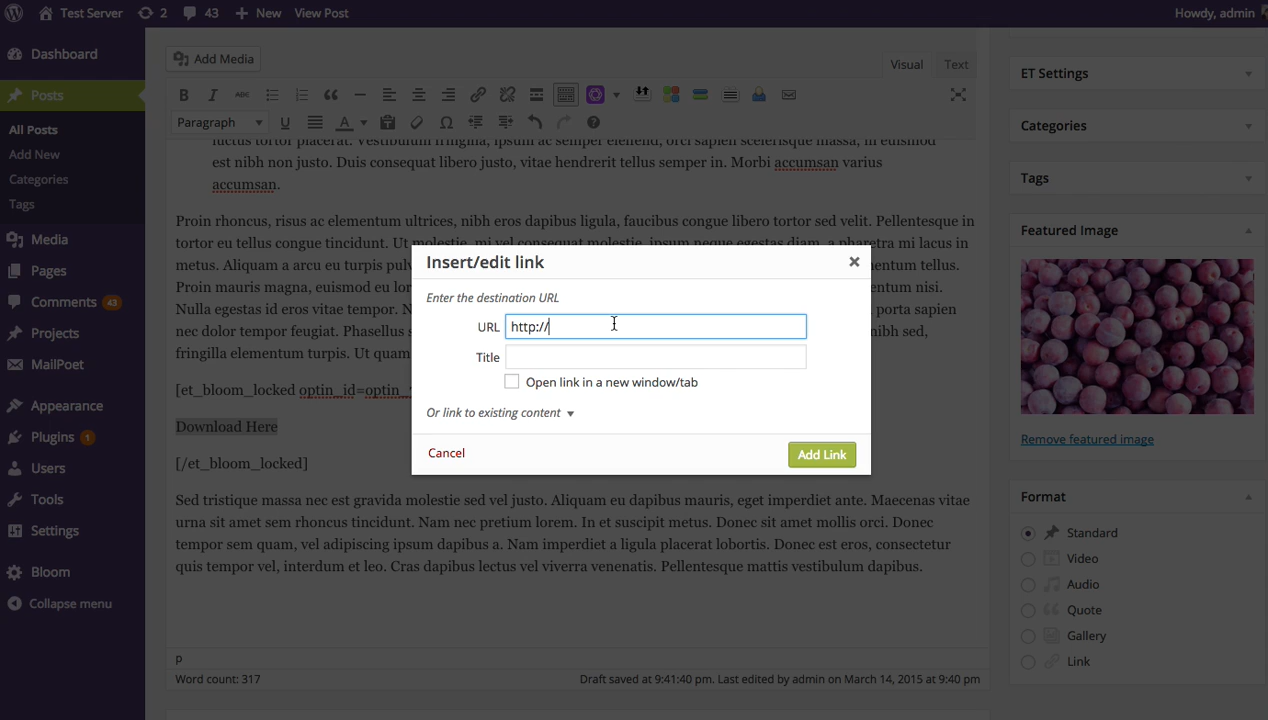 Test Server 2 43 New View Post Howdy, admin
Dashboard
Posts
All Posts
Add New
Categories
Tags
Media
Pages
Comments 43
Projects
MailPoet
Appearance
Plugins 1
Users
Tools
Settings
Bloom
Collapse menu
Add Media
Visual Text
B I ABC
Paragraph U A Ω
luctus tortor placerat. Vestibulum fringilla, ipsum ac semper eleifend, orci sapien scelerisque massa, in euismod
est nibh non justo. Duis consequat libero justo, vitae hendrerit tellus semper in. Morbi accumsan varius
accumsan.
Proin rhoncus, risus ac elementum ultrices, nibh eros dapibus ligula, faucibus congue libero tortor sed velit. Pellentesque in
tortor eu tellus congue tincidunt. Ut molestie, mi vel consequat molestie, ipsum neque egestas diam, a pharetra mi lacus in
metus. Aliquam a arcu eu turpis entum tellus.
Proin mauris magna, euismod eu porta sapien
Nulla egestas id eros vitae tempor. nibh sed,
nec dolor tempor feugiat. Phasellus
fringilla elementum turpis. Ut quam
[et_bloom_locked optin_id=optin_
Download Here
[/et_bloom_locked]
Sed tristique massa nec est gravida molestie sed vel justo. Aliquam eu dapibus mauris, eget imperdiet ante. Maecenas vitae
urna sit amet sem rhoncus tincidunt. Nam nec pretium lorem. In et suscipit metus. Donec sit amet mollis orci. Donec
tempor sem quam, vel adipiscing ipsum dapibus a. Nam imperdiet a ligula placerat lobortis. Donec est eros, consectetur
quis tempor vel, interdum et leo. Cras dapibus lectus vel viverra venenatis. Pellentesque mattis vestibulum dapibus.
p
Word count: 317 Draft saved at 9:41:40 pm. Last edited by admin on March 14, 2015 at 9:40 pm
Insert/edit link
Enter the destination URL
URL http://
Title
Open link in a new window/tab
Or link to existing content
Cancel Add Link
ET Settings
Categories
Tags
Featured Image
Remove featured image
Format
Standard
Video
Audio
Quote
Gallery
Link